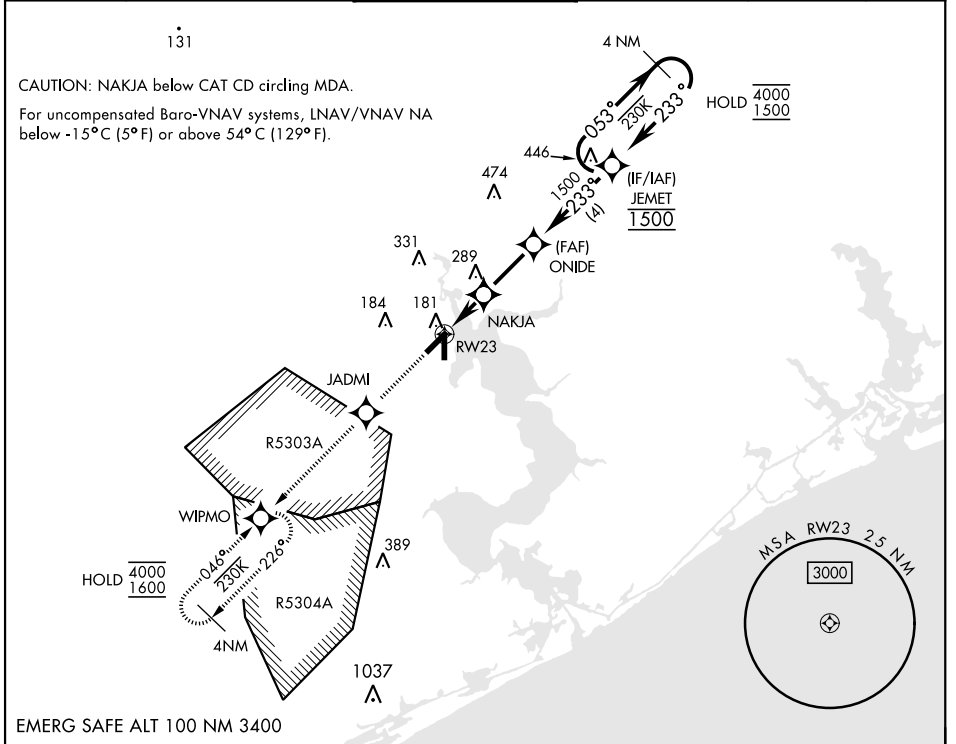 131
CAUTION: NAKJA below CAT CD circling MDA.
For uncompensated Baro-VNAV systems, LNAV/VNAV NA
below -15°C (5°F) or above 54°C (129°F).
4 NM
HOLD 4000
1500
053°
230K
233°
446
(IF/IAF)
JEMET
1500
1500
233°
(4)
474
(FAF)
ONIDE
331
289
NAKJA
184
181
RW23
JADMI
R5303A
WIPMO
046°
230K
226°
HOLD 4000
1600
4NM
389
R5304A
1037
MSA RW23 25 NM
3000
EMERG SAFE ALT 100 NM 3400